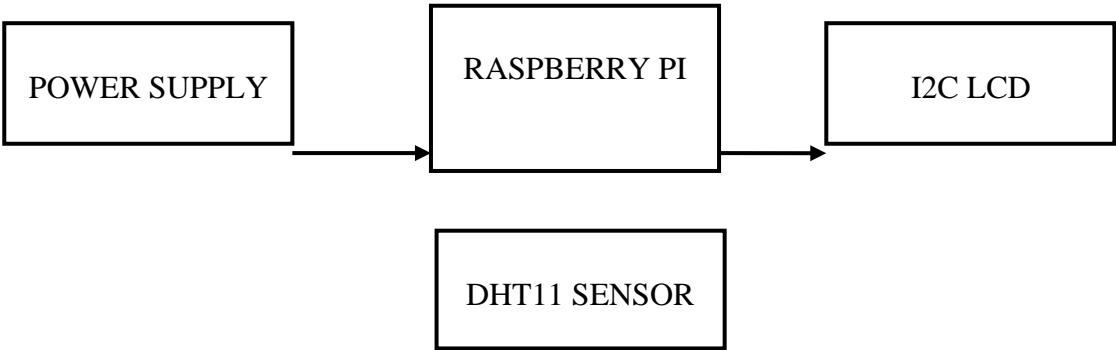 POWER SUPPLY
RASPBERRY PI
I2C LCD
DHT11 SENSOR